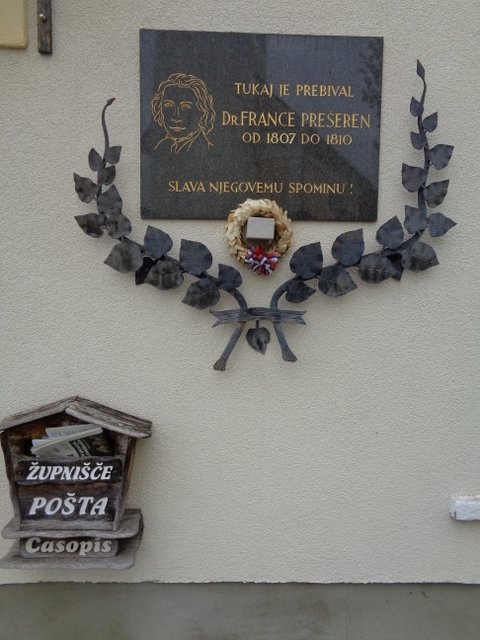 TUKAJ JE PREBIVAL
DR. FRANCE PREŠEREN
OD 1807 DO 1810
SLAVA NJEGOVEMU SPOMINU!
ŽUPNIŠČE
POŠTA
Časopis